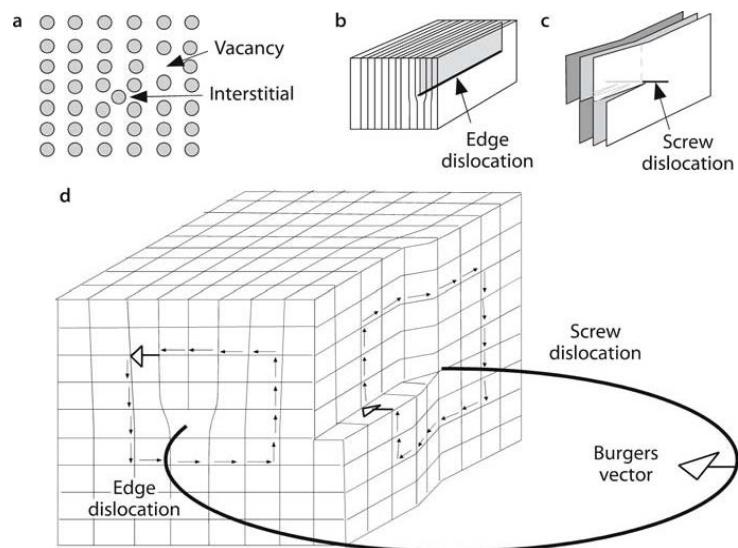 a
Vacancy
Interstitial
b
Edge
dislocation
c
Screw
dislocation
d
Screw
dislocation
Burgers
vector
Edge
dislocation